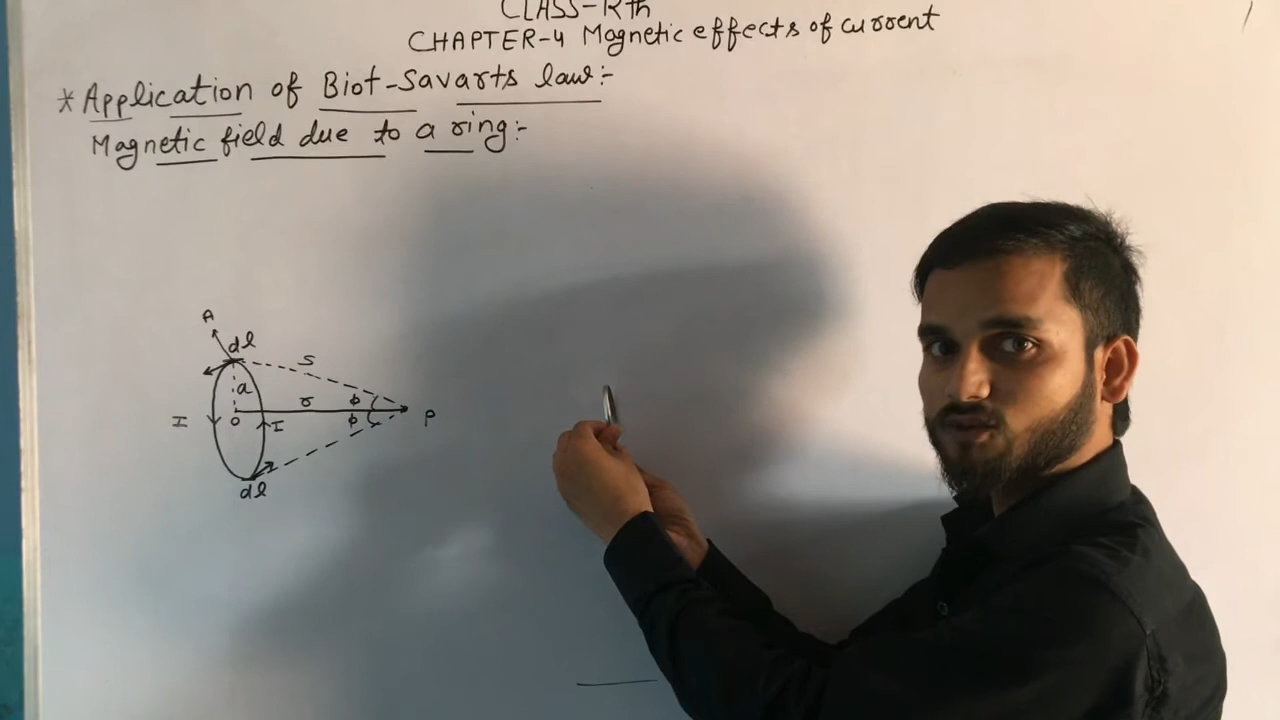 CLASS-12th
CHAPTER-4 Magnetic effects of current
*Application of Biot-Savarts law:-
Magnetic field due to a ring:-
A
dl
S
a
r
φ
P
I
o
I
φ
dl